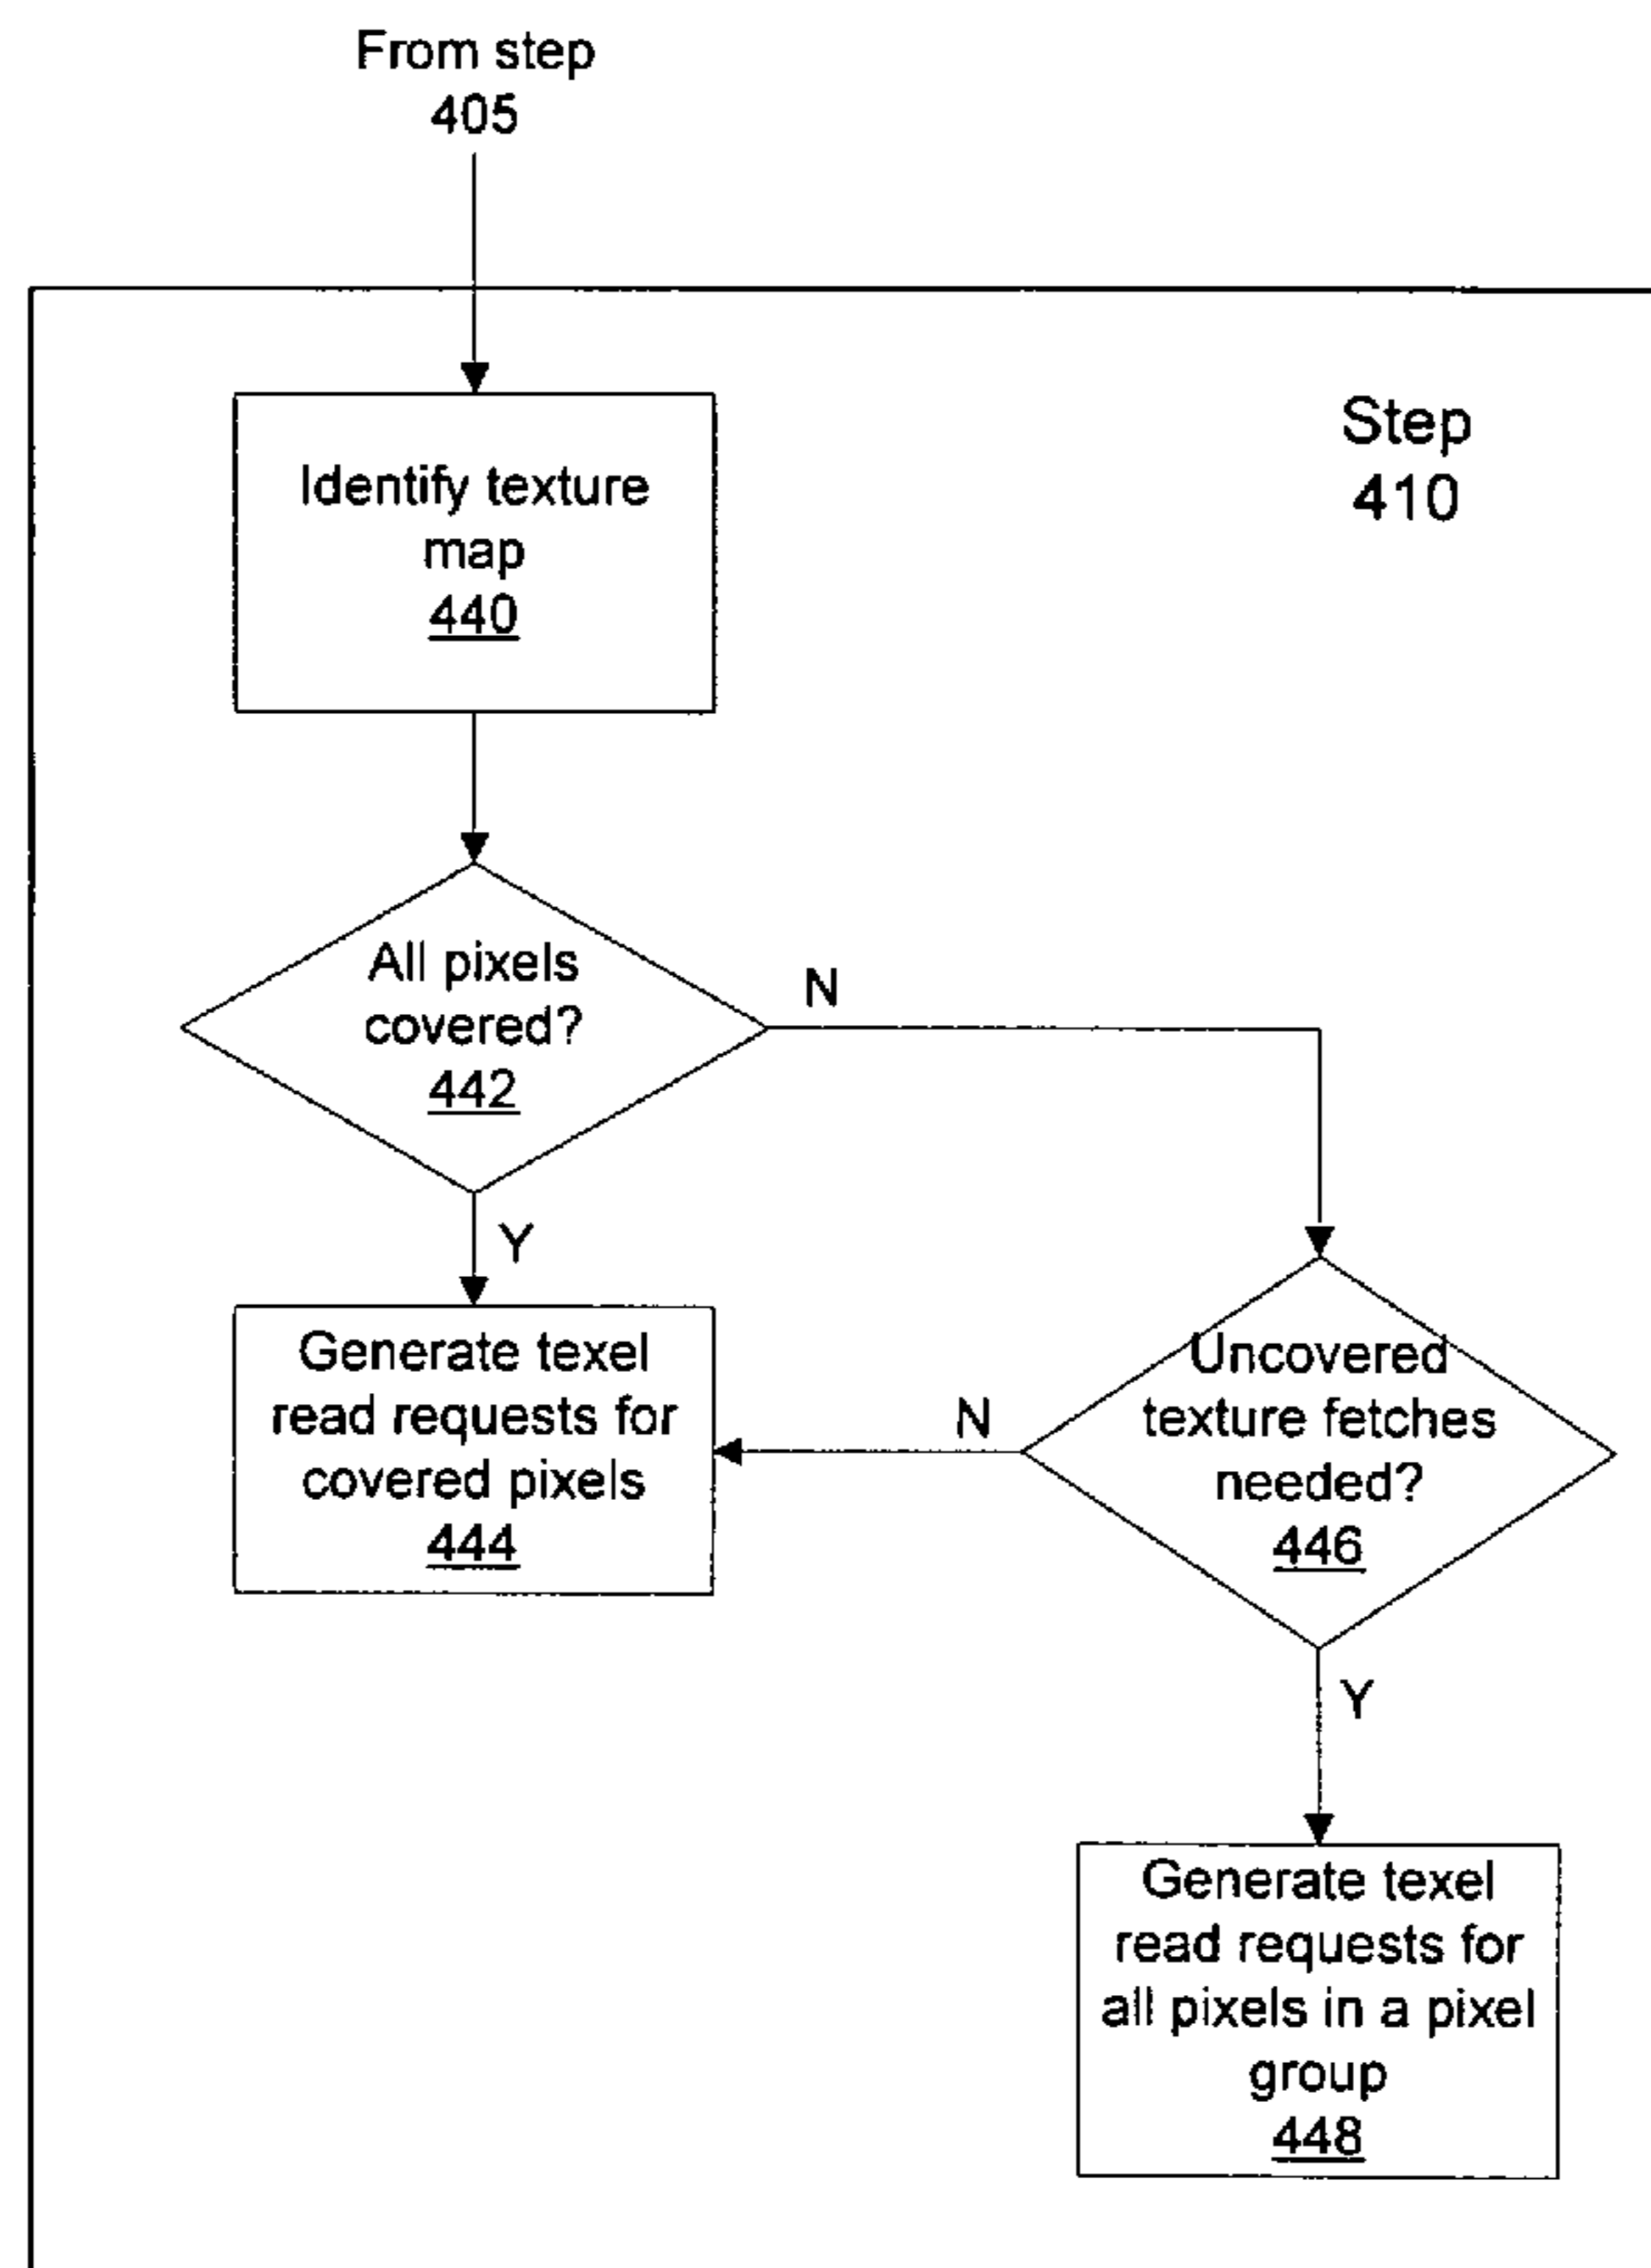 From step
405
Step
410
Identify texture
map
440
All pixels
covered?
442
N
Y
Generate texel
read requests for
covered pixels
444
N
Uncovered
texture fetches
needed?
446
Y
Generate texel
read requests for
all pixels in a pixel
group
448